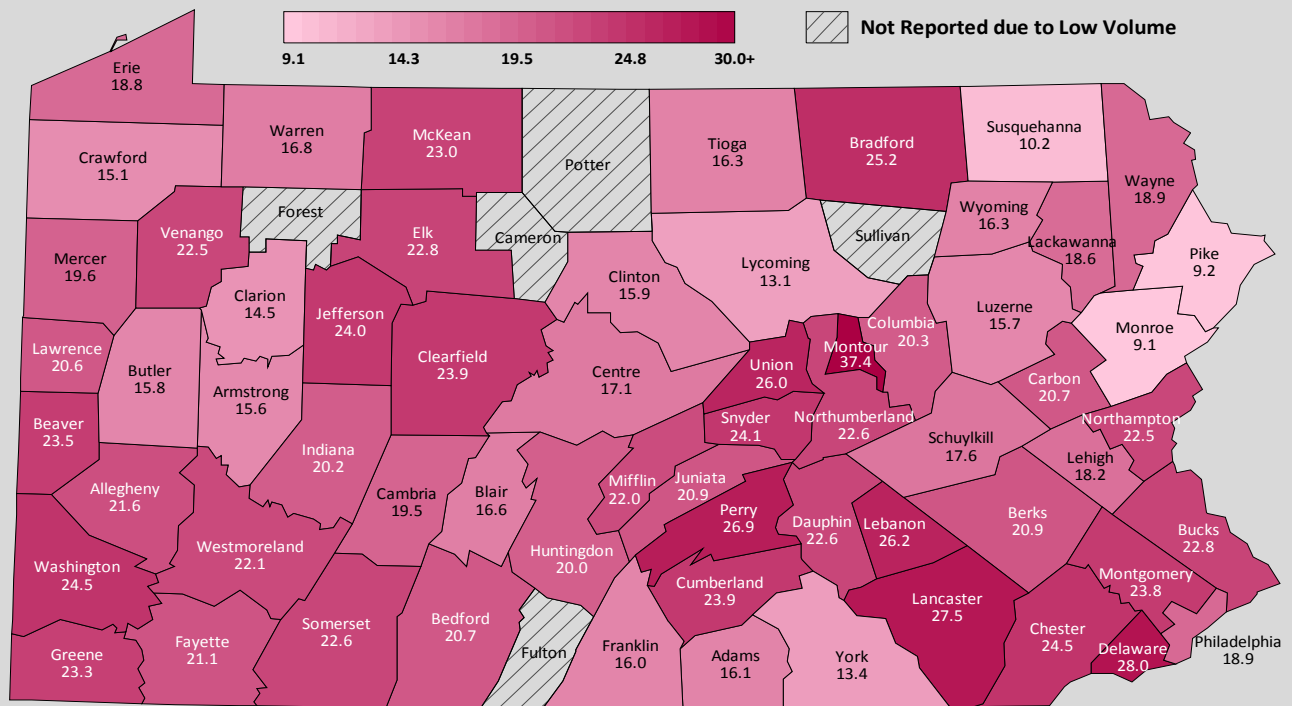 Not Reported due to Low Volume
9.1 14.3 19.5 24.8 30.0+
Erie
18.8
Warren
16.8
McKean
23.0
Potter
Tioga
16.3
Bradford
25.2
Susquehanna
10.2
Wayne
18.9
Crawford
15.1
Forest
Elk
22.8
Cameron
Sullivan
Wyoming
16.3
Lackawanna
18.6
Pike
9.2
Mercer
19.6
Venango
22.5
Clarion
14.5
Jefferson
24.0
Clinton
15.9
Lycoming
13.1
Luzerne
15.7
Monroe
9.1
Lawrence
20.6
Butler
15.8
Armstrong
15.6
Clearfield
23.9
Centre
17.1
Union
26.0
Montour
37.4
Columbia
20.3
Carbon
20.7
Northampton
22.5
Beaver
23.5
Indiana
20.2
Snyder
24.1
Northumberland
22.6
Schuylkill
17.6
Lehigh
18.2
Allegheny
21.6
Cambria
19.5
Blair
16.6
Mifflin
22.0
Juniata
20.9
Perry
26.9
Dauphin
22.6
Lebanon
26.2
Berks
20.9
Bucks
22.8
Washington
24.5
Westmoreland
22.1
Huntingdon
20.0
Cumberland
23.9
Lancaster
27.5
Montgomery
23.8
Greene
23.3
Fayette
21.1
Somerset
22.6
Bedford
20.7
Fulton
Franklin
16.0
Adams
16.1
York
13.4
Chester
24.5
Delaware
28.0
Philadelphia
18.9